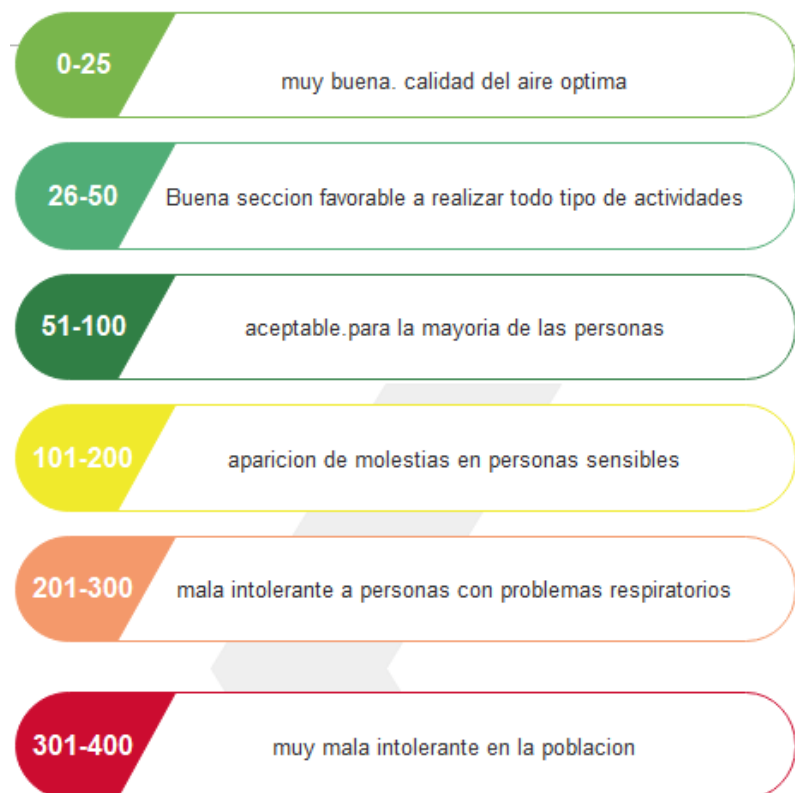 0-25
muy buena. calidad del aire optima
26-50
Buena seccion favorable a realizar todo tipo de actividades
51-100
aceptable.para la mayoria de las personas
101-200
aparicion de molestias en personas sensibles
201-300
mala intolerante a personas con problemas respiratorios
301-400
muy mala intolerante en la poblacion